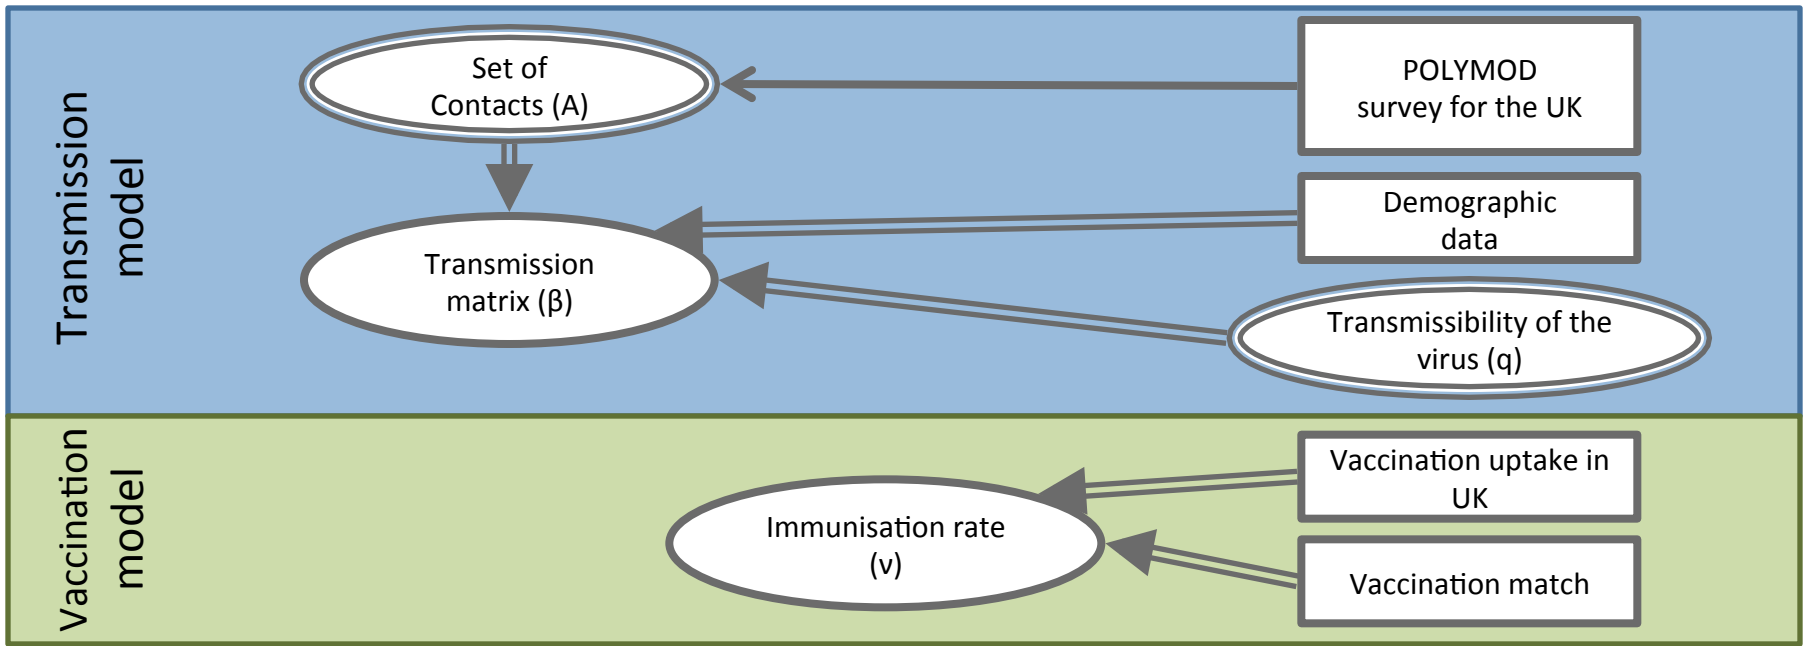 Transmission
model
Set of
Contacts (A)
POLYMOD
survey for the UK
Demographic
data
Transmission
matrix (β)
Transmissibility of the
virus (q)
Vaccination
model
Vaccination uptake in
UK
Immunisation rate
(ν)
Vaccination match